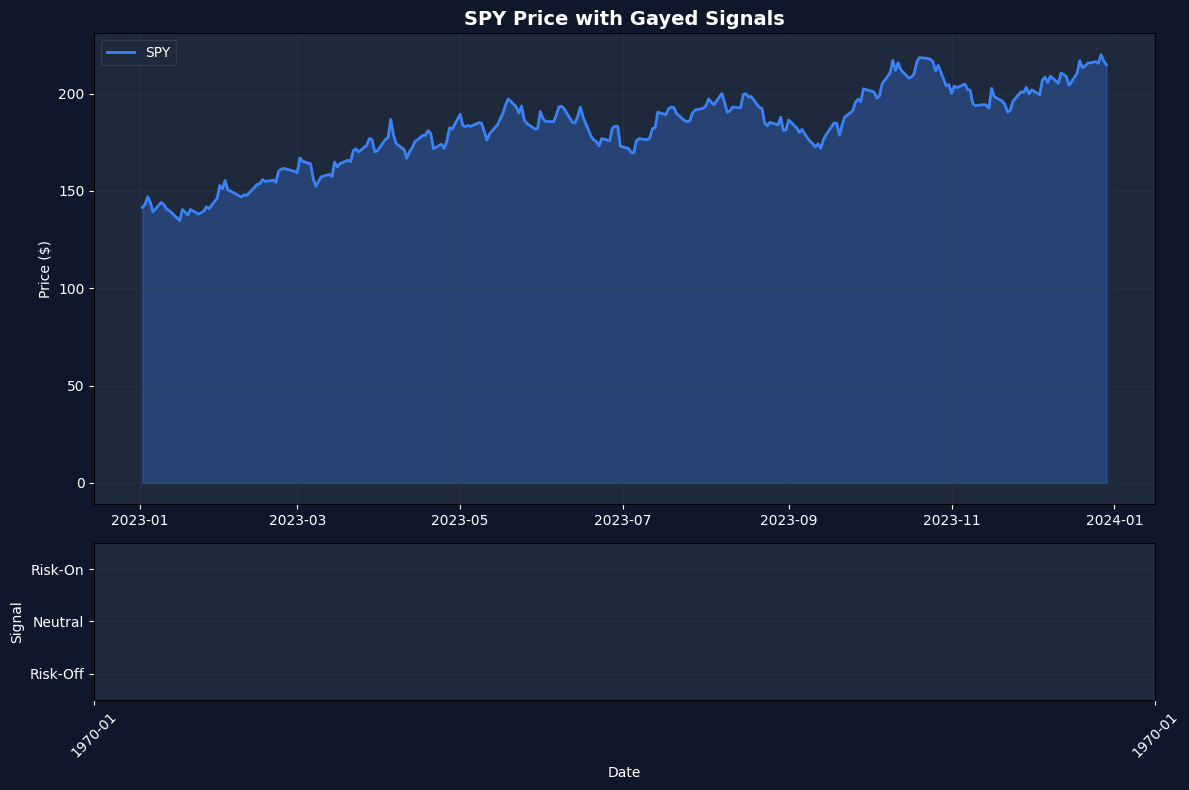 SPY Price with Gayed Signals
SPY
Price ($)
200
150
100
50
0
2023-01 2023-03 2023-05 2023-07 2023-09 2023-11 2024-01
Signal
Risk-On
Neutral
Risk-Off
1970-01 1970-01
Date